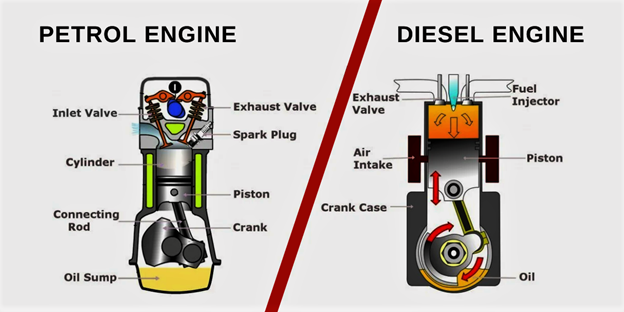 PETROL ENGINE
Inlet Valve
Exhaust Valve
Spark Plug
Cylinder
Piston
Connecting
Rod
Crank
Oil Sump
DIESEL ENGINE
Exhaust
Valve
Fuel
Injector
Air
Intake
Piston
Crank Case
Oil